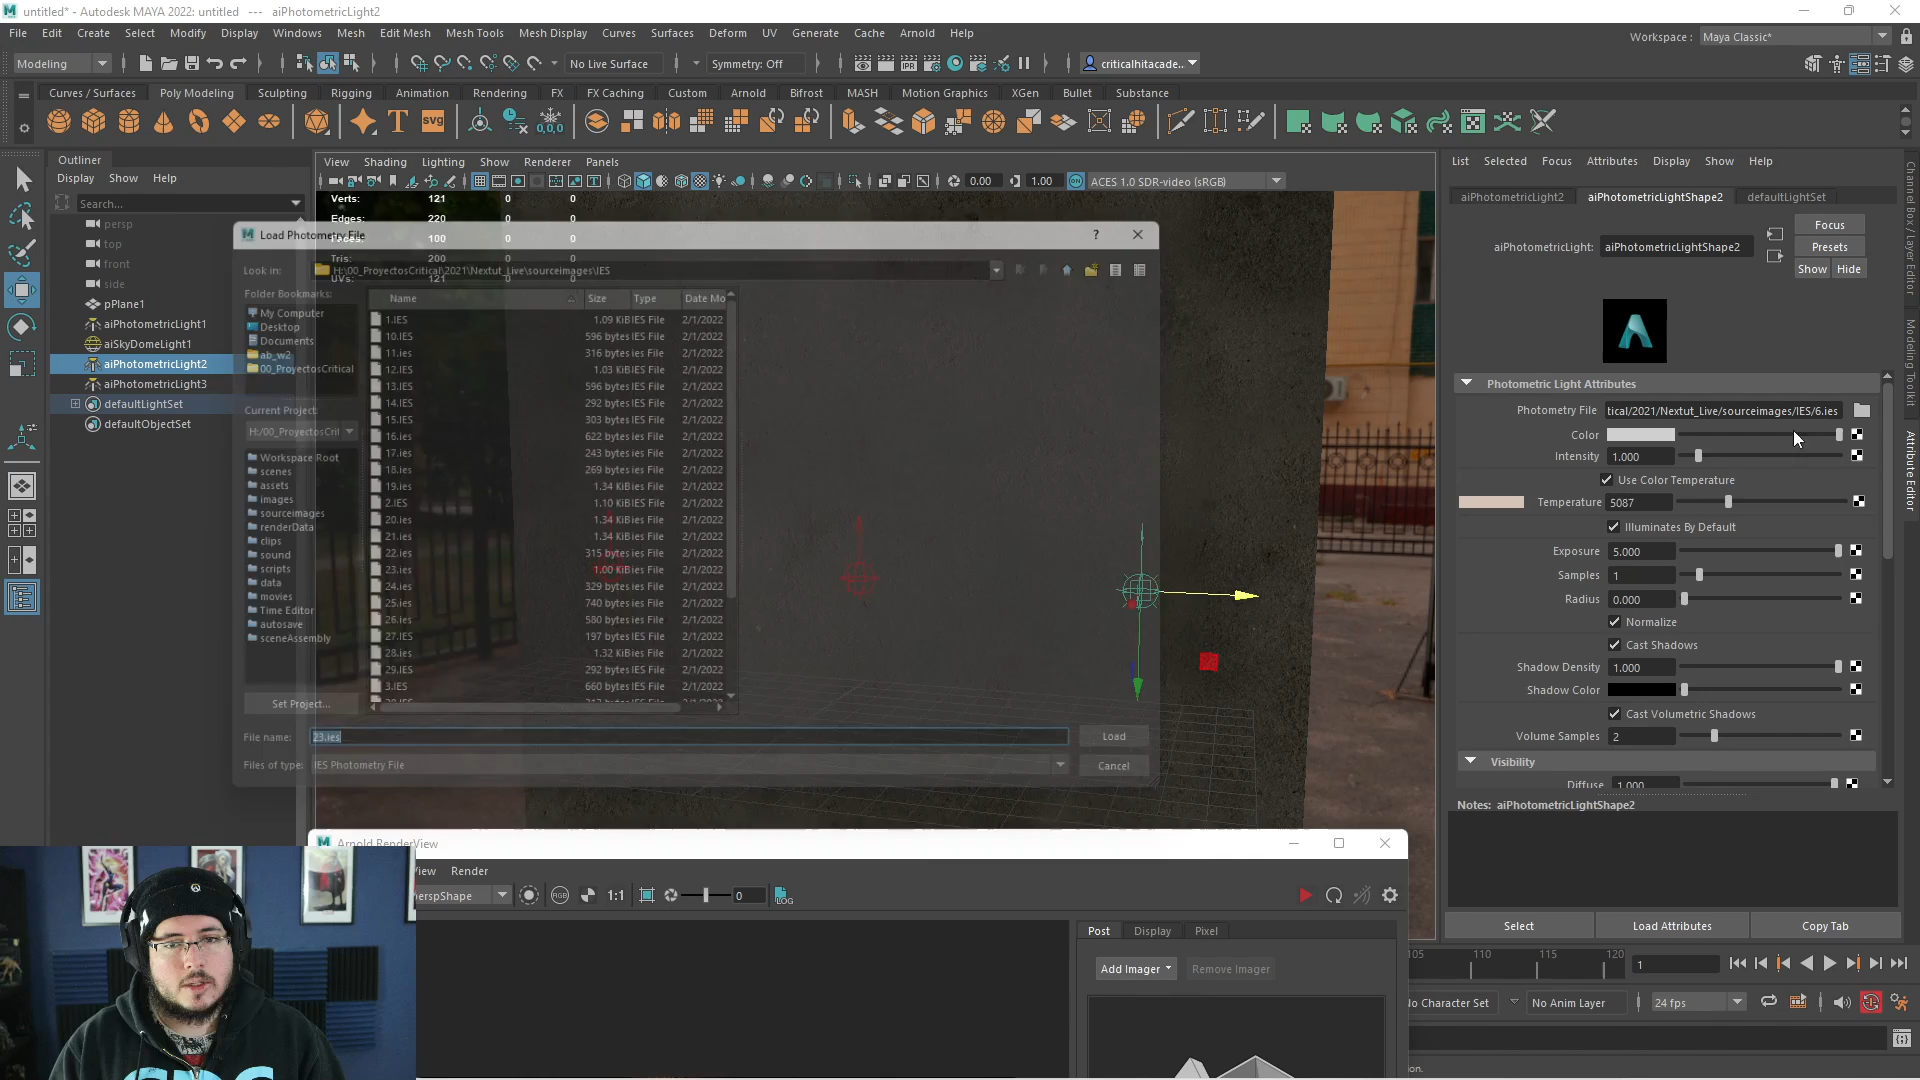 untitled* - Autodesk MAYA 2022: untitled --- aiPhotometricLight2
File Edit Create Select Modify Display Windows Mesh Edit Mesh Mesh Tools Mesh Display Curves Surfaces Deform UV Generate Cache Arnold Help
Workspace : Maya Classic*
Modeling No Live Surface Symmetry: Off criticalhitacade...
Curves / Surfaces Poly Modeling Sculpting Rigging Animation Rendering FX FX Caching Custom Arnold Bifrost MASH Motion Graphics XGen Bullet Substance
Outliner
Display Show Help
Search...
persp
top
front
side
pPlane1
aiPhotometricLight1
aiSkyDomeLight1
aiPhotometricLight2
aiPhotometricLight3
defaultLightSet
defaultObjectSet
View Shading Lighting Show Renderer Panels
0.00 1.00 ACES 1.0 SDR-video (sRGB)
Verts: 121 0 0
Edges: 220 0 0
Faces: 100 0 0
Tris: 200 0 0
UVs: 121 0 0
Load Photometry File ?
Look in: H:\00_ProyectosCritical\2021\Nextut_Live\sourceimages\IES
Folder Bookmarks:
My Computer
Desktop
Documents
ab_w2
00_ProyectosCritical
Current Project:
H:/00_ProyectosCrit
Workspace Root
scenes
assets
images
sourceimages
renderData
clips
sound
scripts
data
movies
Time Editor
autosave
sceneAssembly
Set Project...
Name Size Type Date Mo
1.IES 1.09 KiB IES File 2/1/2022
10.IES 596 bytes IES File 2/1/2022
11.ies 316 bytes ies File 2/1/2022
12.IES 1.03 KiB IES File 2/1/2022
13.IES 596 bytes IES File 2/1/2022
14.IES 292 bytes IES File 2/1/2022
15.IES 303 bytes IES File 2/1/2022
16.ies 622 bytes ies File 2/1/2022
17.ies 243 bytes ies File 2/1/2022
18.ies 269 bytes ies File 2/1/2022
19.ies 1.34 KiB ies File 2/1/2022
2.IES 1.10 KiB IES File 2/1/2022
20.ies 1.34 KiB ies File 2/1/2022
21.ies 1.34 KiB ies File 2/1/2022
22.ies 315 bytes ies File 2/1/2022
23.ies 1.00 KiB ies File 2/1/2022
24.ies 329 bytes ies File 2/1/2022
25.ies 740 bytes ies File 2/1/2022
26.ies 580 bytes ies File 2/1/2022
27.IES 197 bytes IES File 2/1/2022
28.ies 1.32 KiB ies File 2/1/2022
29.IES 292 bytes IES File 2/1/2022
3.IES 660 bytes IES File 2/1/2022
File name: 23.ies Load
Files of type: IES Photometry File Cancel
List Selected Focus Attributes Display Show Help
aiPhotometricLight2 aiPhotometricLightShape2 defaultLightSet
aiPhotometricLight: aiPhotometricLightShape2
Focus
Presets
Show Hide
Photometric Light Attributes
Photometry File tical/2021/Nextut_Live/sourceimages/IES/6.ies
Color
Intensity 1.000
Use Color Temperature
Temperature 5087
Illuminates By Default
Exposure 5.000
Samples 1
Radius 0.000
Normalize
Cast Shadows
Shadow Density 1.000
Shadow Color
Cast Volumetric Shadows
Volume Samples 2
Visibility
Diffuse 1.000
Notes: aiPhotometricLightShape2
Select Load Attributes Copy Tab
Channel Box / Layer Editor
Modeling Toolkit
Attribute Editor
Arnold RenderView
View Render
perspShape RGB 1:1 0 LOG
Post Display Pixel
Add Imager Remove Imager
105 110 115 120 1
No Character Set No Anim Layer 24 fps